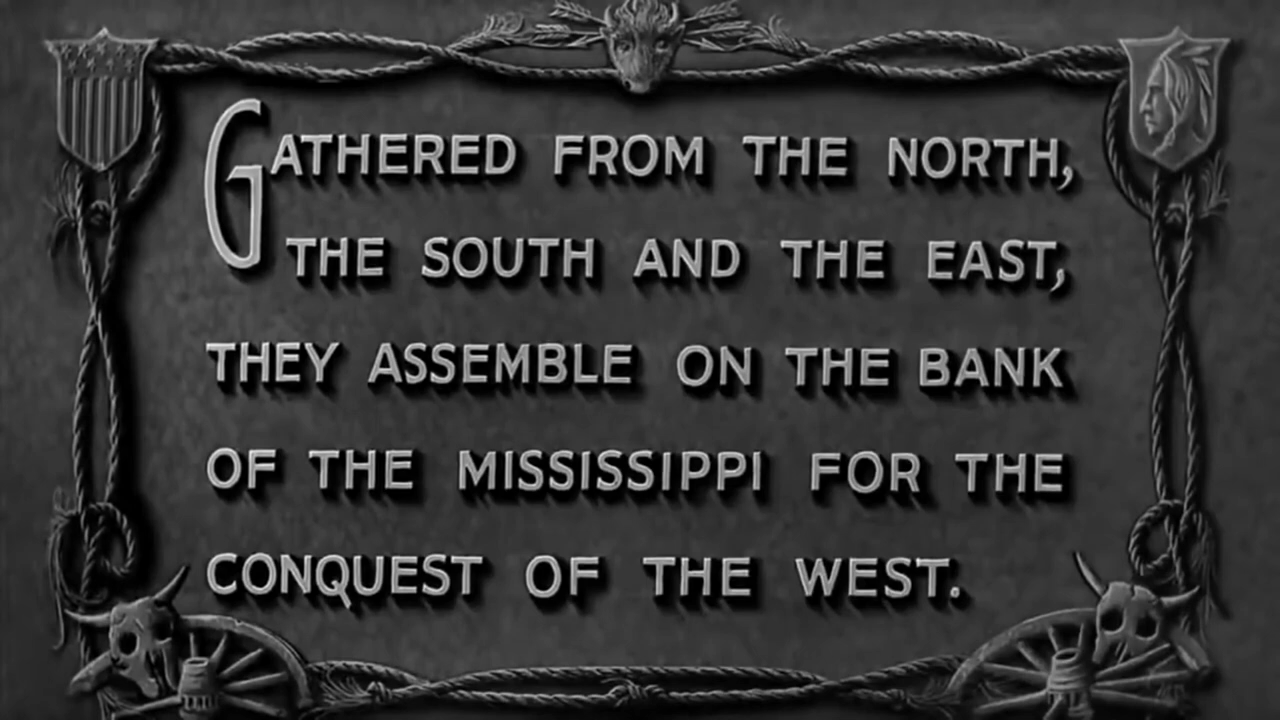 GATHERED FROM THE NORTH,
THE SOUTH AND THE EAST,
THEY ASSEMBLE ON THE BANK
OF THE MISSISSIPPI FOR THE
CONQUEST OF THE WEST.